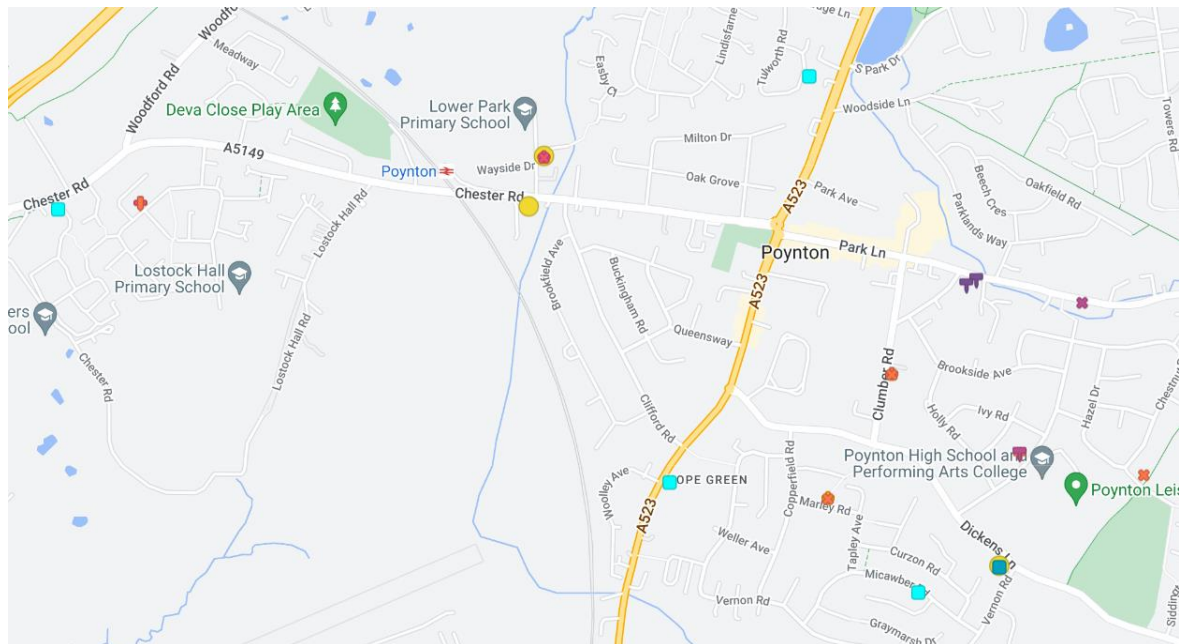 Woodford
Meadway
Woodford Rd
Deva Close Play Area
A5149
Chester Rd
Lower Park
Primary School
Wayside Dr
Poynton
Chester Rd
Easby Ct
Lindisfarne
Tulworth Rd
S Park Dr
Woodside Ln
Towers Rd
Milton Dr
Oak Grove
Park Ave
A523
Beech Cres
Oakfield Rd
Parklands Way
Park Ln
Poynton
Lostock Hall Rd
Lostock Hall
Primary School
Lostock Hall Rd
Chester Rd
Brookfield Ave
Buckingham Rd
Queensway
A523
Clumber Rd
Brookside Ave
Holly Rd
Ivy Rd
Hazel Dr
Chestnut
Clifford Rd
Woolley Ave
OPE GREEN
A523
Copperfield Rd
Marley Rd
Poynton High School and
Performing Arts College
Poynton Leis
Dickens Ln
Weller Ave
Tapley Ave
Curzon Rd
Micawber Rd
Vernon Rd
Vernon Rd
Graymarsh Dr
Sidding